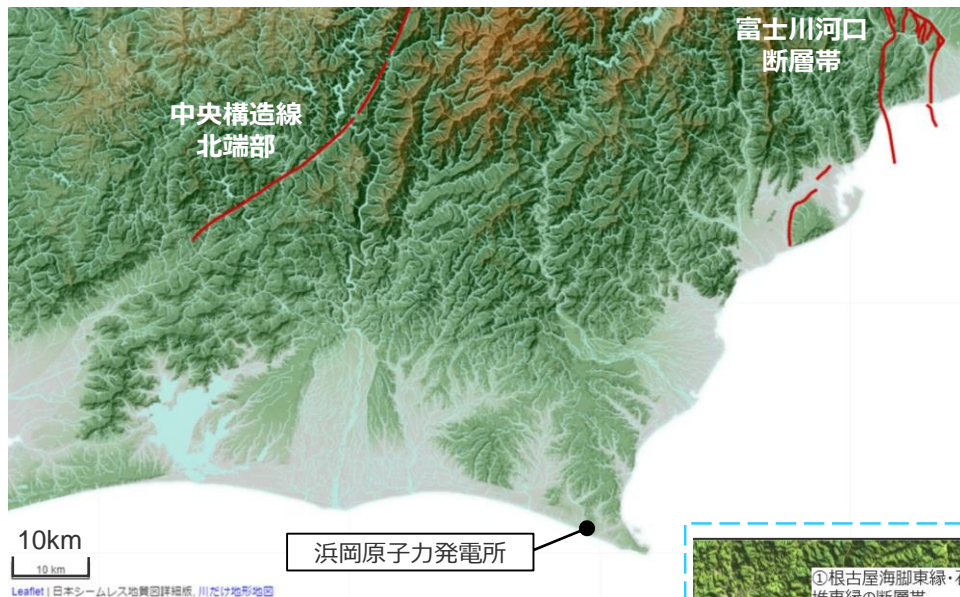 富士川河口
断層帯
中央構造線
北端部
浜岡原子力発電所
10km
10 km
Leaflet | 日本シームレス地質図詳細版, 川だけ地形地図
①根古屋海脚東縁・石
堆東縁の断層帯